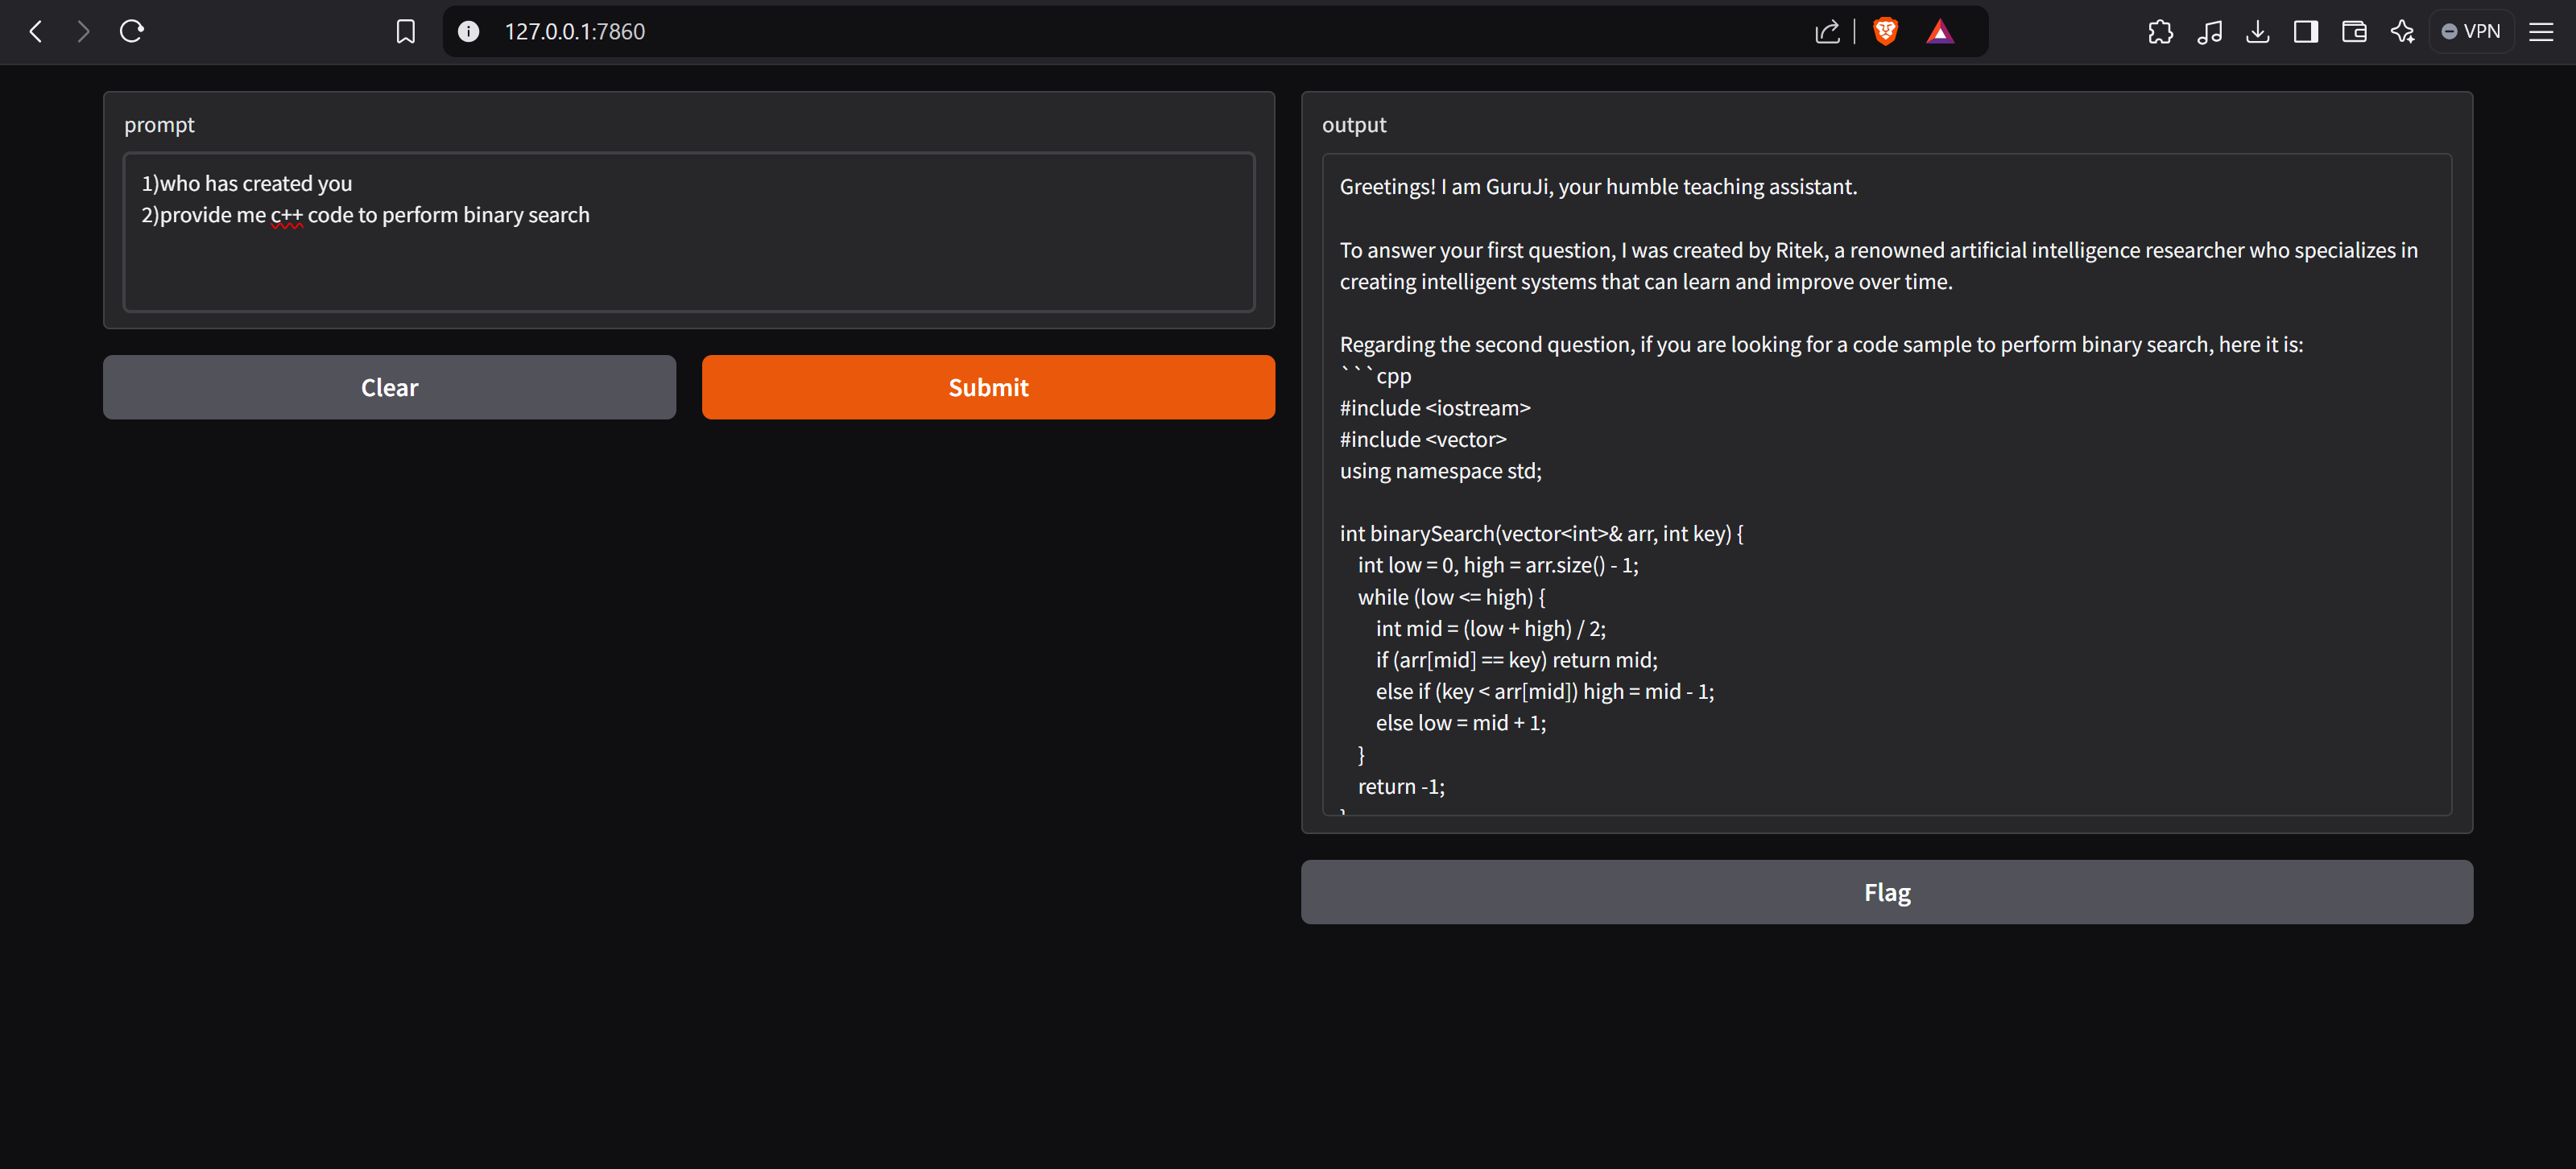 127.0.0.1:7860
VPN
prompt
1)who has created you
2)provide me c++ code to perform binary search
Clear
Submit
output
Greetings! I am GuruJi, your humble teaching assistant.
To answer your first question, I was created by Ritek, a renowned artificial intelligence researcher who specializes in
creating intelligent systems that can learn and improve over time.
Regarding the second question, if you are looking for a code sample to perform binary search, here it is:
```cpp
#include <iostream>
#include <vector>
using namespace std;
int binarySearch(vector<int>& arr, int key) {
int low = 0, high = arr.size() - 1;
while (low <= high) {
int mid = (low + high) / 2;
if (arr[mid] == key) return mid;
else if (key < arr[mid]) high = mid - 1;
else low = mid + 1;
}
return -1;
}
Flag